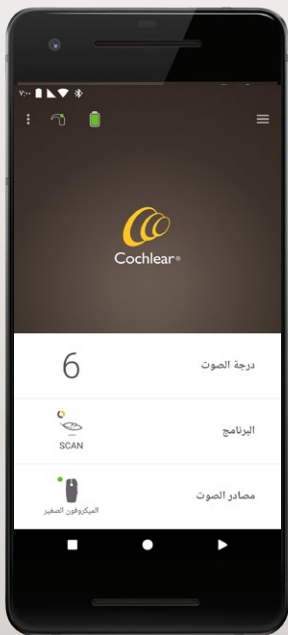 ٧:٠٠
Cochlear®
درجة الصوت
6
البرنامج
SCAN
مصادر الصوت
الميكروفون الصغير